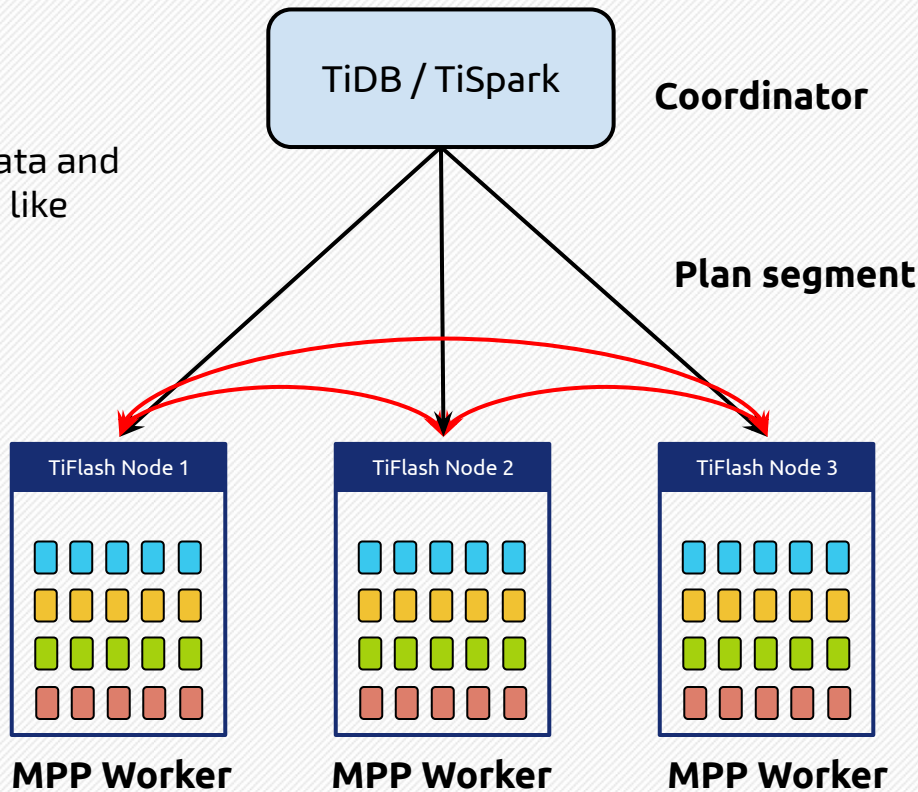 TiDB / TiSpark
Coordinator
ata and
like
Plan segment
TiFlash Node 1
TiFlash Node 2
TiFlash Node 3
MPP Worker
MPP Worker
MPP Worker